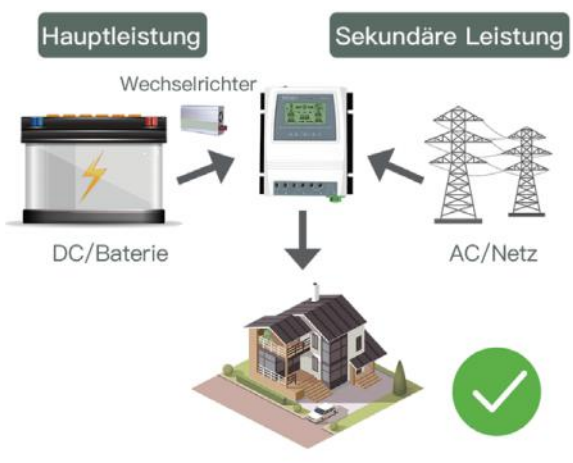 Hauptleistung
Sekundäre Leistung
Wechselrichter
DC/Baterie
AC/Netz